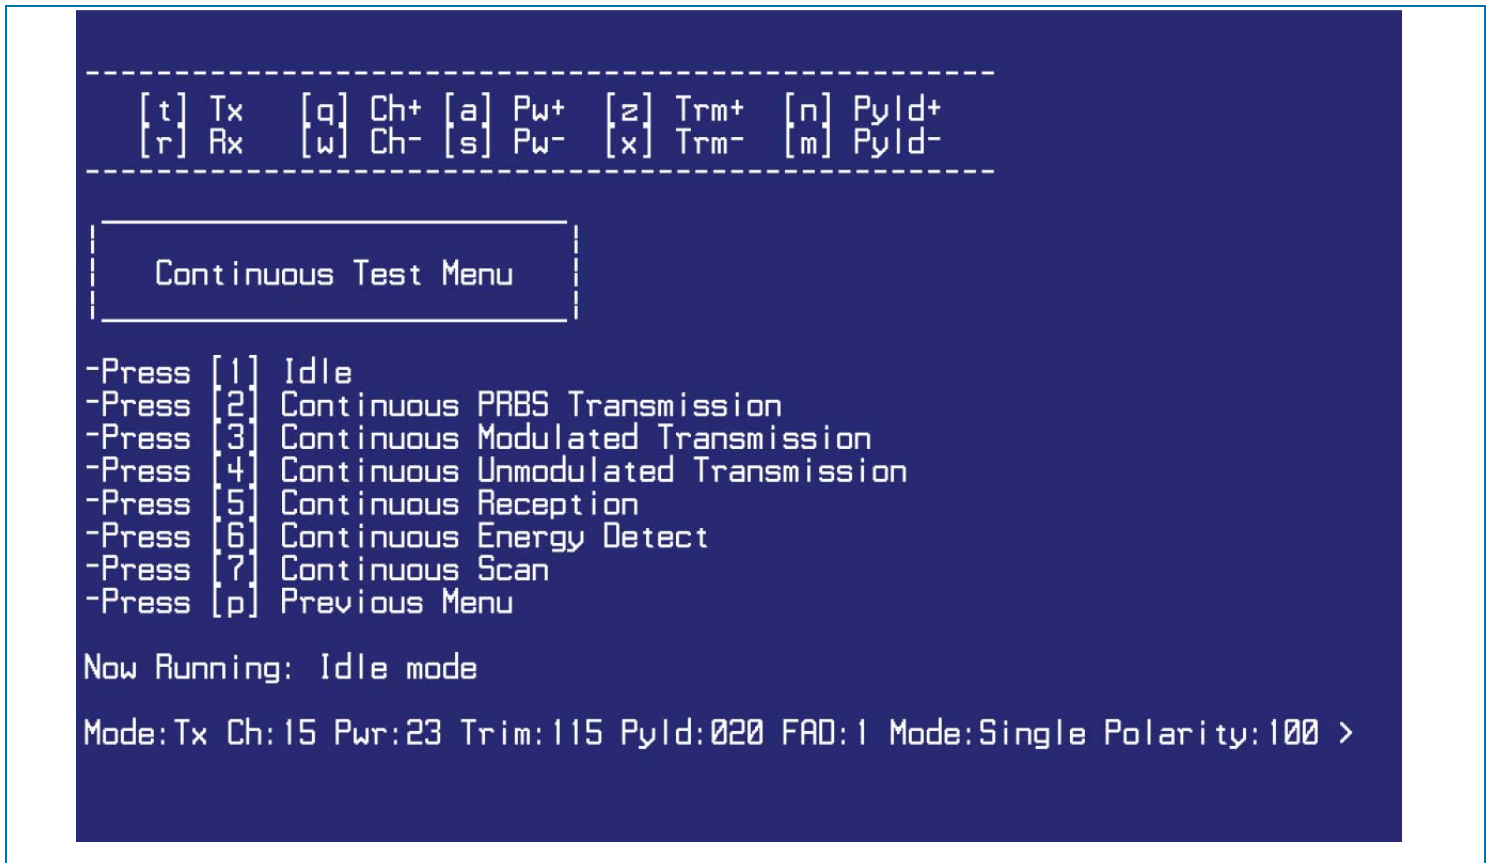 ---------------------------------------------------
[t] Tx [q] Ch+ [a] Pw+ [z] Trm+ [n] Pyld+
[r] Rx [w] Ch- [s] Pw- [x] Trm- [m] Pyld-
---------------------------------------------------
Continuous Test Menu
-Press [1] Idle
-Press [2] Continuous PRBS Transmission
-Press [3] Continuous Modulated Transmission
-Press [4] Continuous Unmodulated Transmission
-Press [5] Continuous Reception
-Press [6] Continuous Energy Detect
-Press [7] Continuous Scan
-Press [p] Previous Menu
Now Running: Idle mode
Mode:Tx Ch:15 Pwr:23 Trim:115 Pyld:020 FAD:1 Mode:Single Polarity:100 >